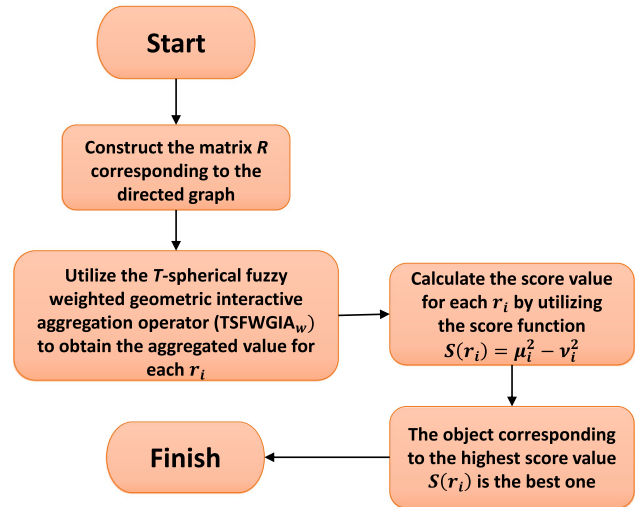 Start
Construct the matrix R
corresponding to the
directed graph
Utilize the T-spherical fuzzy
weighted geometric interactive
aggregation operator (TSFWGIA_w)
to obtain the aggregated value for
each r_i
Calculate the score value
for each r_i by utilizing
the score function
S(r_i) = μ_i^2 − ν_i^2
The object corresponding
to the highest score value
S(r_i) is the best one
Finish